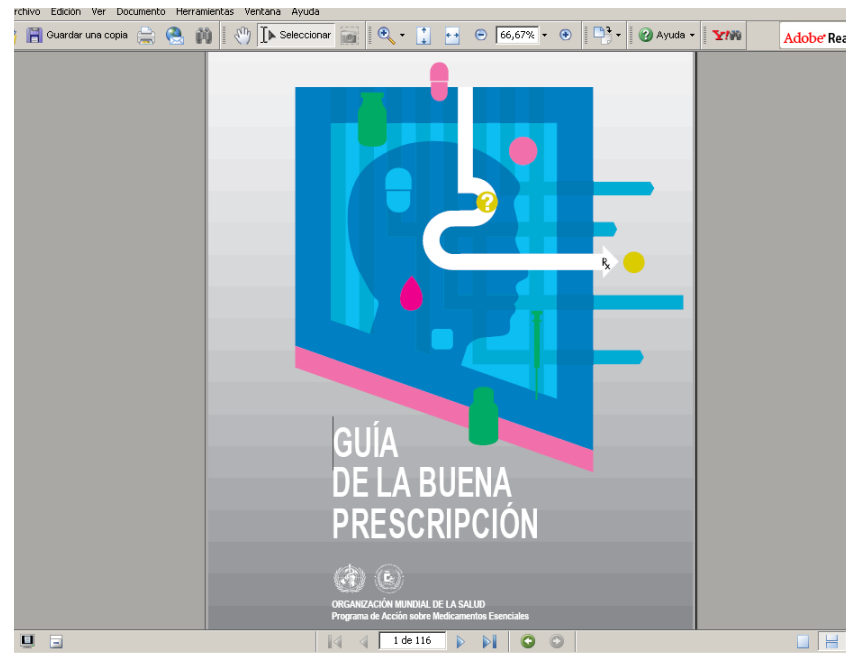 rchivo Edición Ver Documento Herramientas Ventana Ayuda
Guardar una copia Seleccionar 66,67% Ayuda Y! Adobe Rea
?
Rx
GUÍA
DE LA BUENA
PRESCRIPCIÓN
ORGANIZACIÓN MUNDIAL DE LA SALUD
Programa de Acción sobre Medicamentos Esenciales
1 de 116